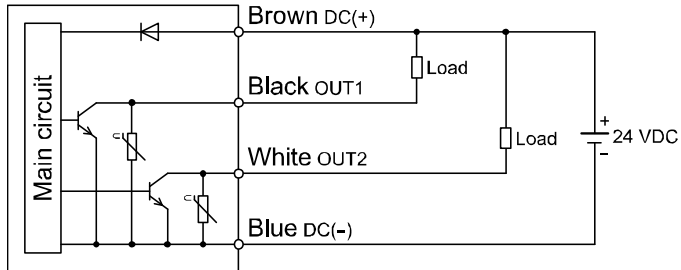 Brown DC(+)
Main circuit
Load
Black OUT1
+
Load
24 VDC
-
U
White OUT2
U
Blue DC(-)